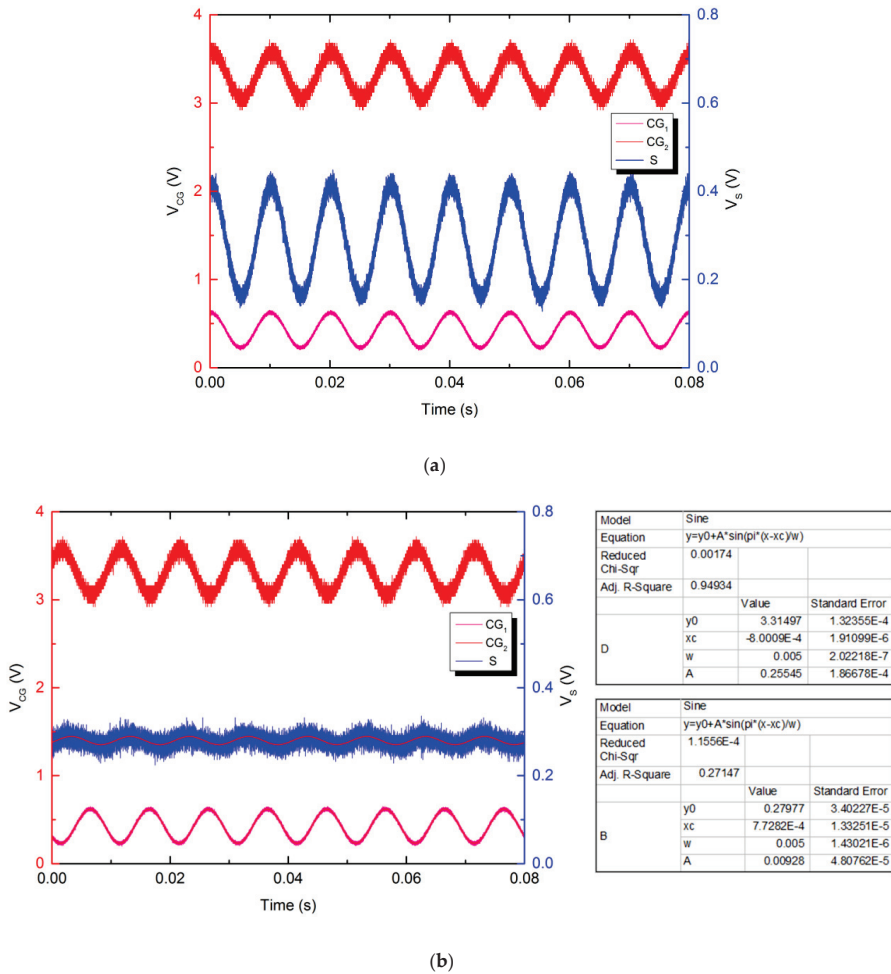 4
3
2
1
0
V_CG (V)
0.8
0.6
0.4
0.2
0.0
V_S (V)
CG₁
CG₂
S
0.00 0.02 0.04 0.06 0.08
Time (s)
(a)
4
3
2
1
0
V_CG (V)
0.8
0.6
0.4
0.2
0.0
V_S (V)
CG₁
CG₂
S
0.00 0.02 0.04 0.06 0.08
Time (s)
Model Sine
Equation y=y0+A*sin(pi*(x-xc)/w)
Reduced Chi-Sqr 0.00174
Adj. R-Square 0.94934
Value Standard Error
D y0 3.31497 1.32355E-4
xc -8.0009E-4 1.91099E-6
w 0.005 2.02218E-7
A 0.25545 1.86678E-4
Model Sine
Equation y=y0+A*sin(pi*(x-xc)/w)
Reduced Chi-Sqr 1.1556E-4
Adj. R-Square 0.27147
Value Standard Error
B y0 0.27977 3.40227E-5
xc 7.7282E-4 1.33251E-5
w 0.005 1.43021E-6
A 0.00928 4.80762E-5
(b)